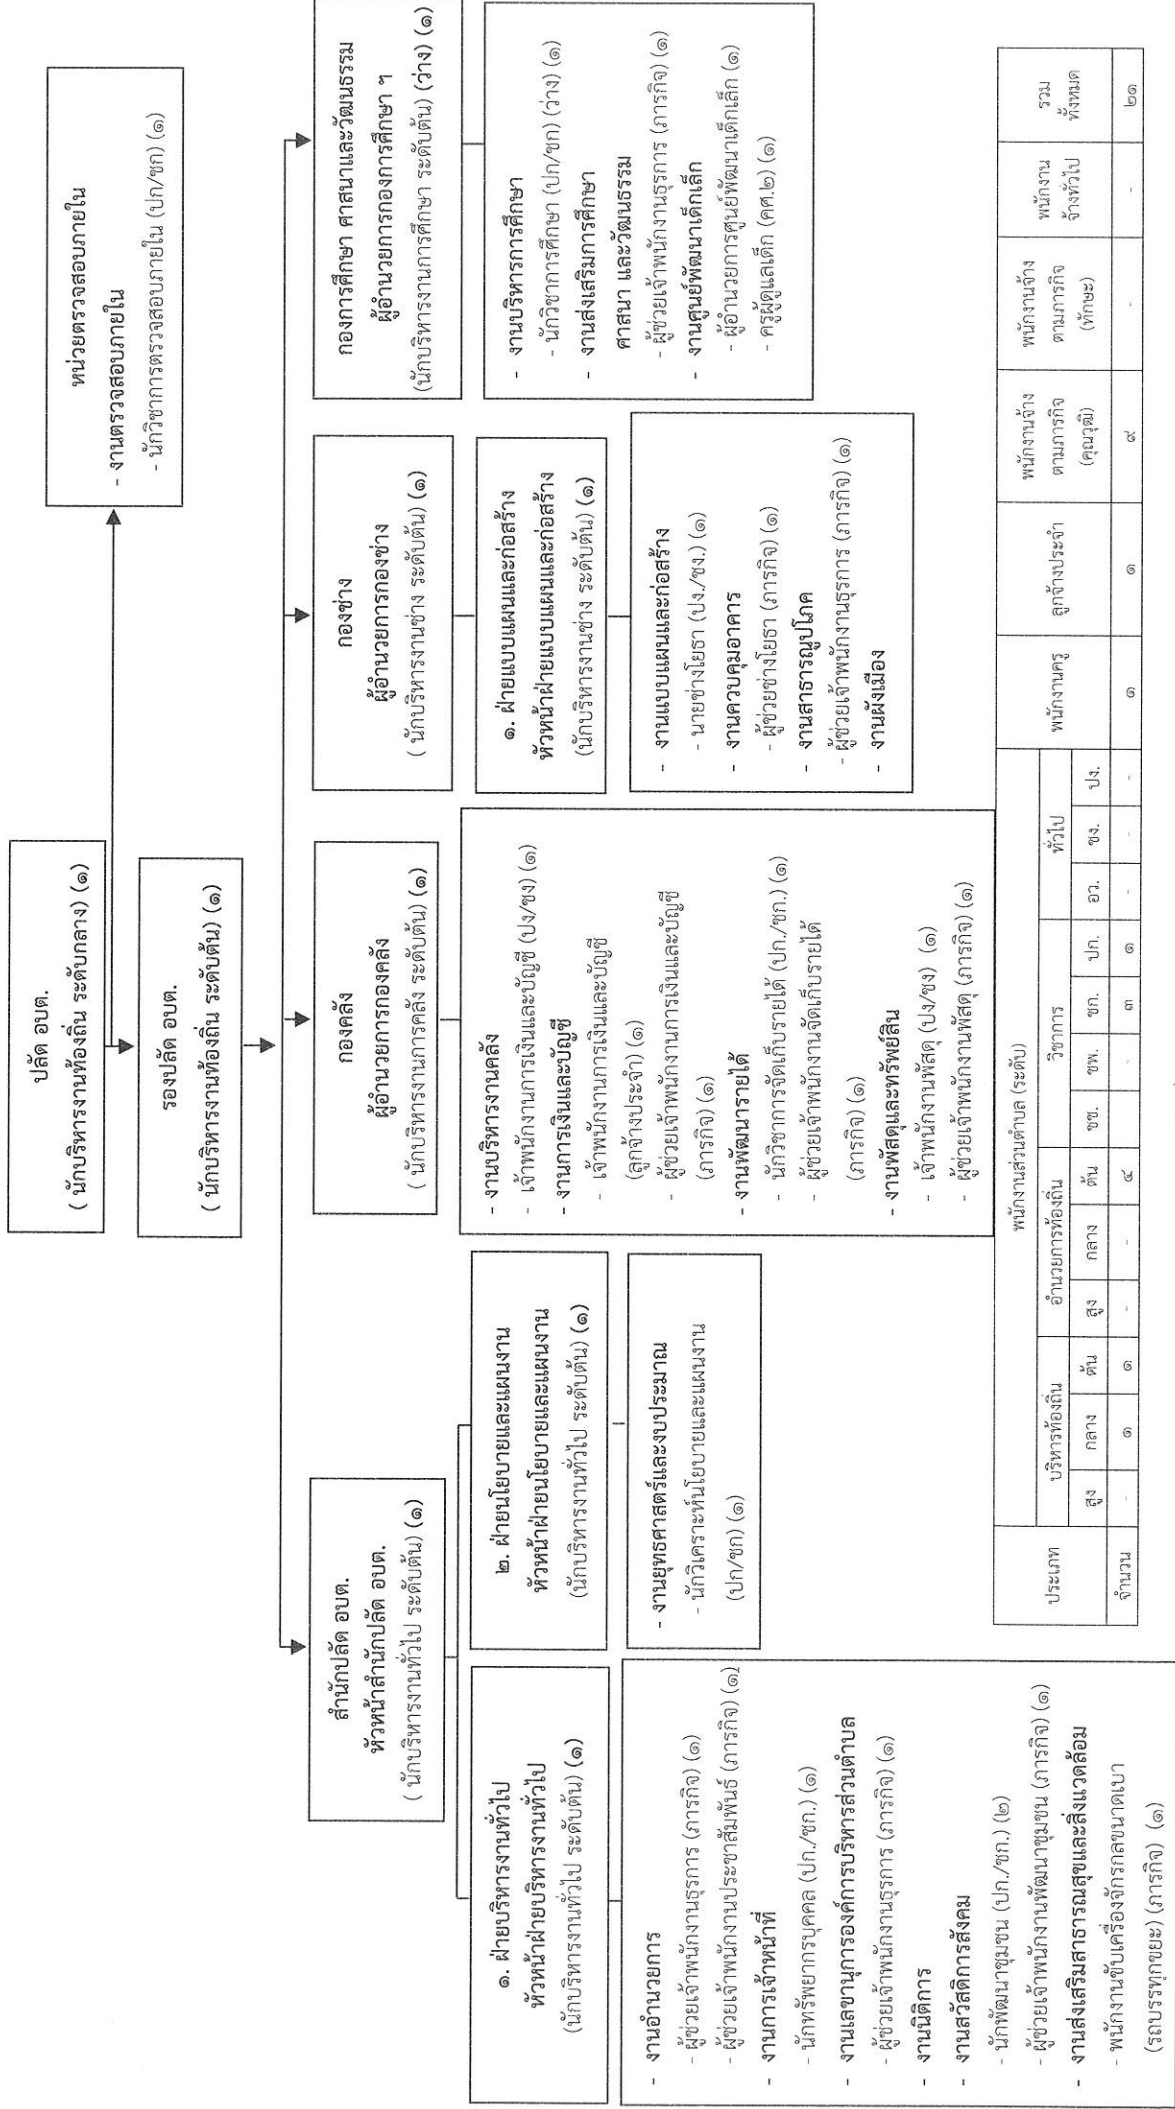 ปลัด อบต.
( นักบริหารงานท้องถิ่น ระดับกลาง) (๑)
หน่วยตรวจสอบภายใน
- งานตรวจสอบภายใน
- นักวิชาการตรวจสอบภายใน (ปก/ชก) (๑)
รองปลัด อบต.
( นักบริหารงานท้องถิ่น ระดับต้น) (๑)
สำนักปลัด อบต.
หัวหน้าสำนักปลัด อบต.
( นักบริหารงานทั่วไป ระดับต้น) (๑)
๑. ฝ่ายบริหารงานทั่วไป
หัวหน้าฝ่ายบริหารงานทั่วไป
(นักบริหารงานทั่วไป ระดับต้น) (๑)
- งานอำนวยการ
- ผู้ช่วยเจ้าพนักงานธุรการ (ภารกิจ) (๑)
- ผู้ช่วยเจ้าพนักงานประชาสัมพันธ์ (ภารกิจ) (๑)
- งานการเจ้าหน้าที่
- นักทรัพยากรบุคคล (ปก./ชก.) (๑)
- งานเลขานุการองค์การบริหารส่วนตำบล
- ผู้ช่วยเจ้าพนักงานธุรการ (ภารกิจ) (๑)
- งานนิติการ
- งานสวัสดิการสังคม
- นักพัฒนาชุมชน (ปก./ชก.) (๒)
- ผู้ช่วยเจ้าพนักงานพัฒนาชุมชน (ภารกิจ) (๑)
- งานส่งเสริมสาธารณสุขและสิ่งแวดล้อม
- พนักงานขับเครื่องจักรกลขนาดเบา
(รถบรรทุกขยะ) (ภารกิจ) (๑)
๒. ฝ่ายนโยบายและแผนงาน
หัวหน้าฝ่ายนโยบายและแผนงาน
(นักบริหารงานทั่วไป ระดับต้น) (๑)
- งานยุทธศาสตร์และงบประมาณ
- นักวิเคราะห์นโยบายและแผนงาน
(ปก/ชก) (๑)
กองคลัง
ผู้อำนวยการกองคลัง
( นักบริหารงานการคลัง ระดับต้น) (๑)
- งานบริหารงานคลัง
- เจ้าพนักงานการเงินและบัญชี (ปง/ชง) (๑)
- งานการเงินและบัญชี
- เจ้าพนักงานการเงินและบัญชี
(ลูกจ้างประจำ) (๑)
- ผู้ช่วยเจ้าพนักงานการเงินและบัญชี
(ภารกิจ) (๑)
- งานพัฒนารายได้
- นักวิชาการจัดเก็บรายได้ (ปก./ชก.) (๑)
- ผู้ช่วยเจ้าพนักงานจัดเก็บรายได้
(ภารกิจ) (๑)
- งานพัสดุและทรัพย์สิน
- เจ้าพนักงานพัสดุ (ปง/ชง) (๑)
- ผู้ช่วยเจ้าพนักงานพัสดุ (ภารกิจ) (๑)
กองช่าง
ผู้อำนวยการกองช่าง
( นักบริหารงานช่าง ระดับต้น) (๑)
๑. ฝ่ายแบบแผนและก่อสร้าง
หัวหน้าฝ่ายแบบแผนและก่อสร้าง
(นักบริหารงานช่าง ระดับต้น) (๑)
- งานแบบแผนและก่อสร้าง
- นายช่างโยธา (ปง./ชง.) (๑)
- งานควบคุมอาคาร
- ผู้ช่วยช่างโยธา (ภารกิจ) (๑)
- งานสาธารณูปโภค
- ผู้ช่วยเจ้าพนักงานธุรการ (ภารกิจ) (๑)
- งานผังเมือง
กองการศึกษา ศาสนาและวัฒนธรรม
ผู้อำนวยการกองการศึกษา ฯ
(นักบริหารงานการศึกษา ระดับต้น) (ว่าง) (๑)
- งานบริหารการศึกษา
- นักวิชาการศึกษา (ปก/ชก) (ว่าง) (๑)
- งานส่งเสริมการศึกษา
ศาสนา และวัฒนธรรม
- ผู้ช่วยเจ้าพนักงานธุรการ (ภารกิจ) (๑)
- งานศูนย์พัฒนาเด็กเล็ก
- ผู้อำนวยการศูนย์พัฒนาเด็กเล็ก (๑)
- ครูผู้ดูแลเด็ก (คศ.๒) (๑)
ประเภท พนักงานส่วนตำบล (ระดับ) พนักงานครู ลูกจ้างประจำ พนักงานจ้างตามภารกิจ (คุณวุฒิ) พนักงานจ้างตามภารกิจ (ทักษะ) พนักงานจ้างทั่วไป รวมทั้งหมด
บริหารท้องถิ่น อำนวยการท้องถิ่น วิชาการ ทั่วไป
สูง กลาง ต้น สูง กลาง ต้น ชช. ชพ. ชก. ปก. อว. ชง. ปง.
จำนวน - ๑ ๑ - - ๔ - - ๓ ๑ - - - ๑ ๑ ๙ - - ๒๑